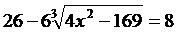 26 − 6∛(4x² − 169) = 8